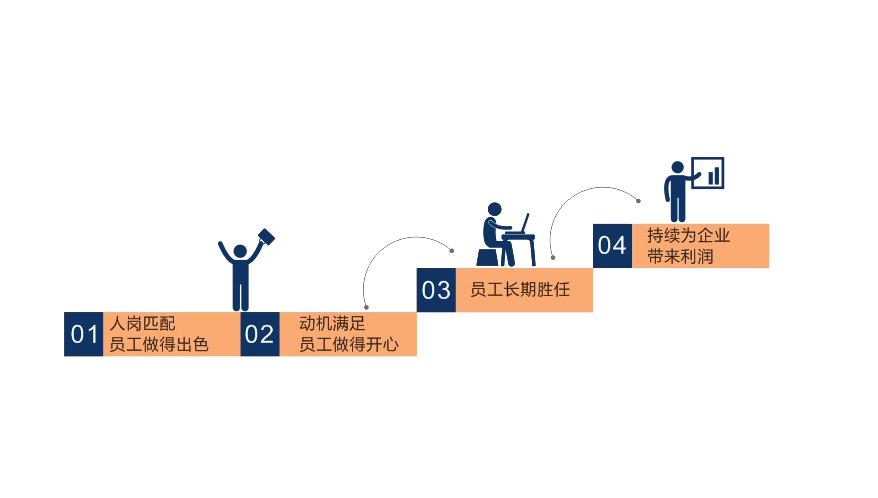 01
人岗匹配
员工做得出色
02
动机满足
员工做得开心
03
员工长期胜任
04
持续为企业
带来利润